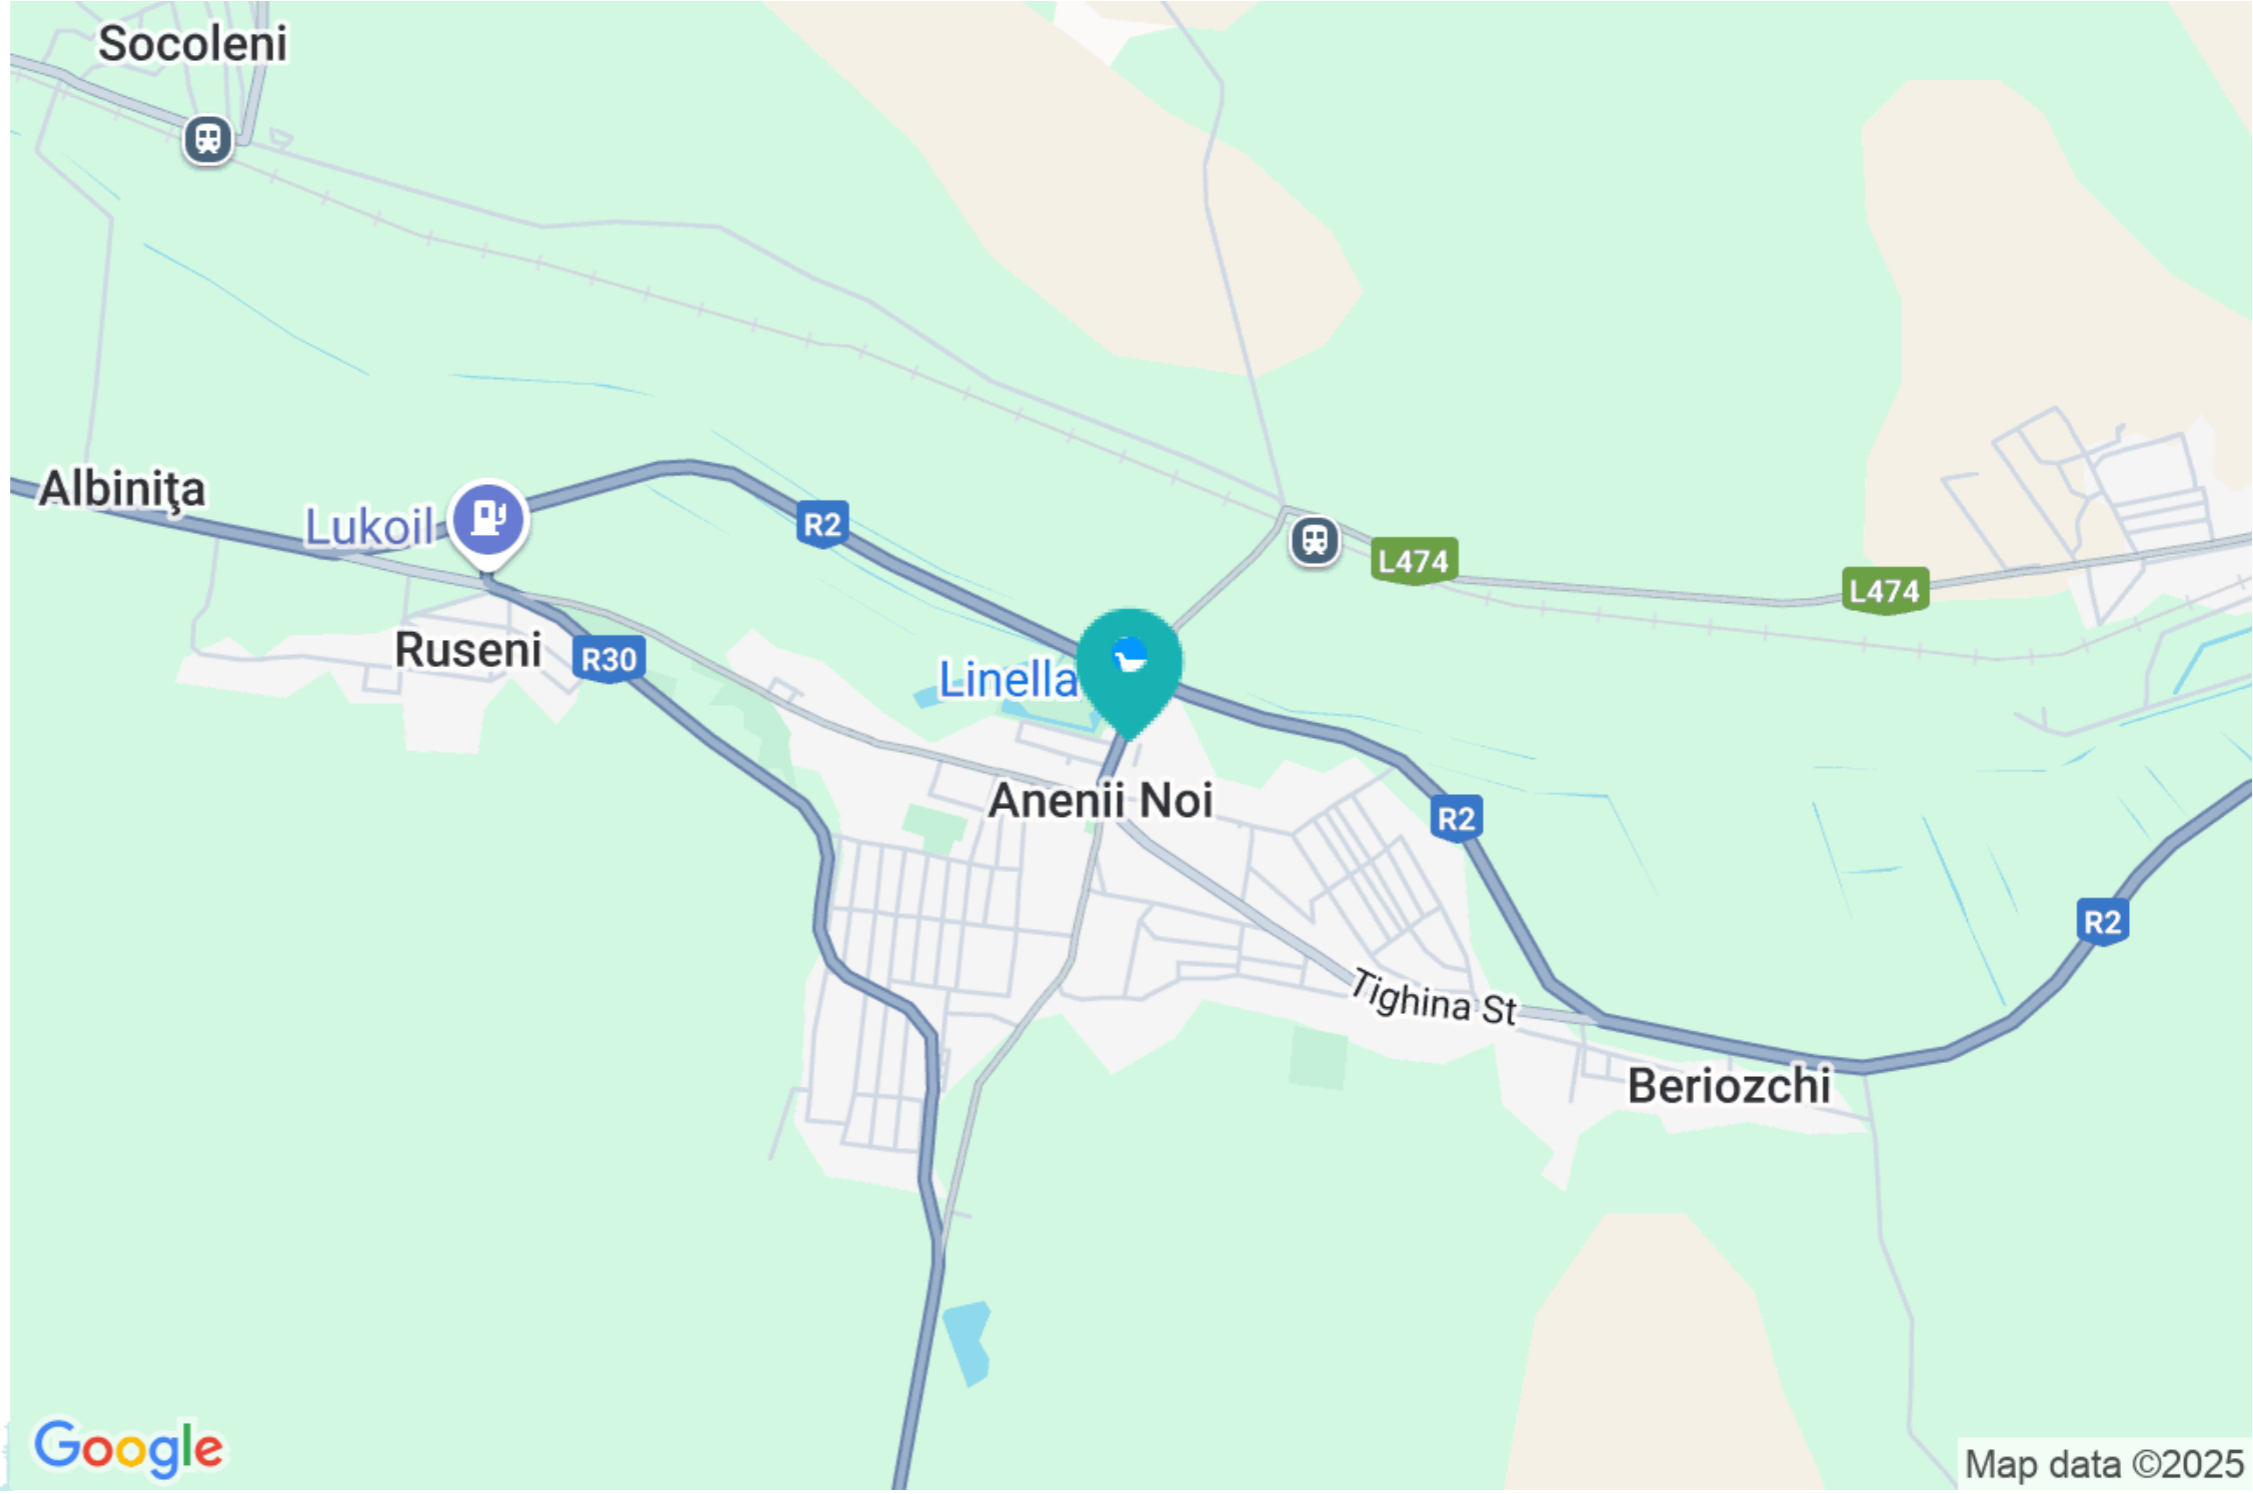 Socoleni
Albiniţa
Lukoil
R2
L474
L474
Ruseni
R30
Linella
Anenii Noi
R2
R2
Tighina St
Beriozchi
Google
Map data ©2025